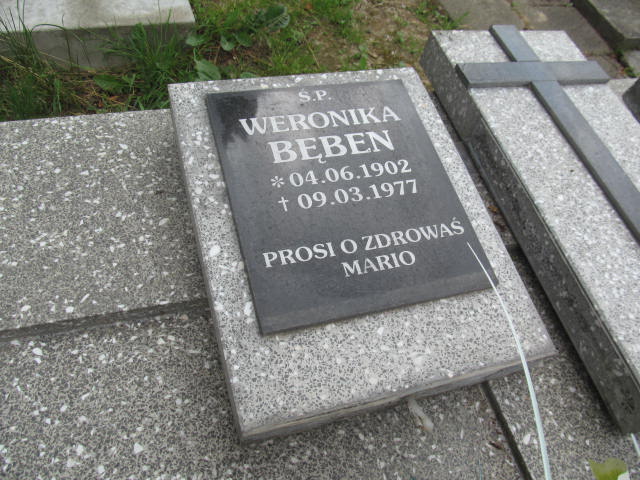 Ś.P.
WERONIKA
BĘBEN
* 04.06.1902
† 09.03.1977
PROSI O ZDROWAŚ
MARIO